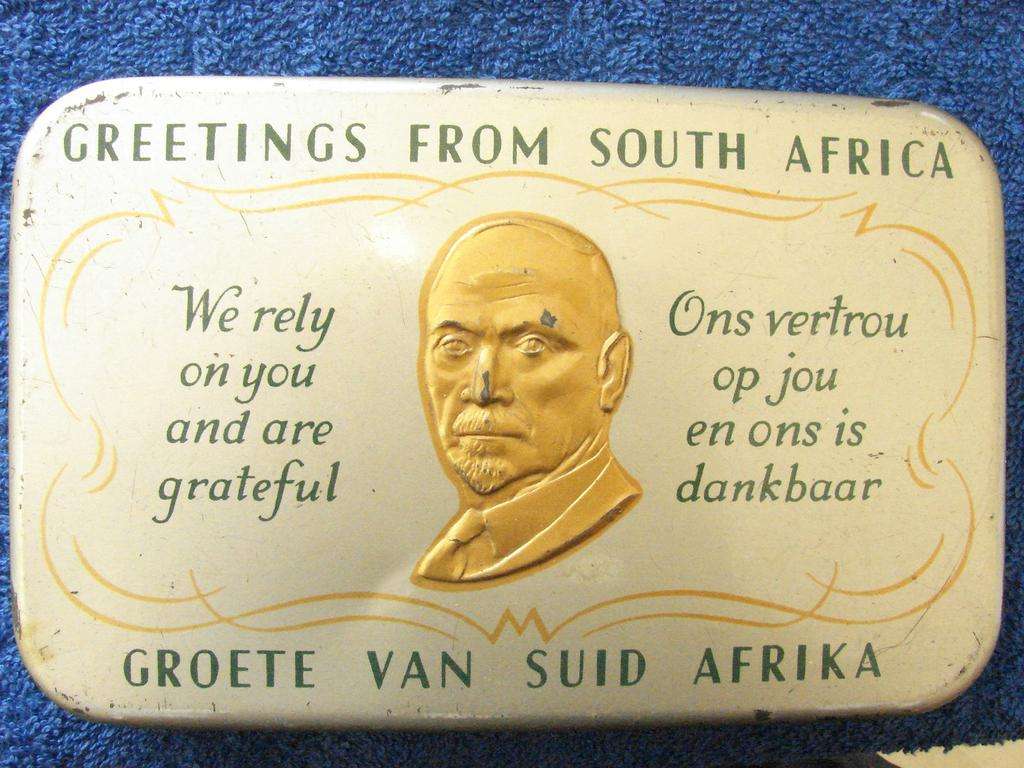 GREETINGS FROM SOUTH AFRICA
We rely
on you
and are
grateful
Ons vertrou
op jou
en ons is
dankbaar
GROETE VAN SUID AFRIKA